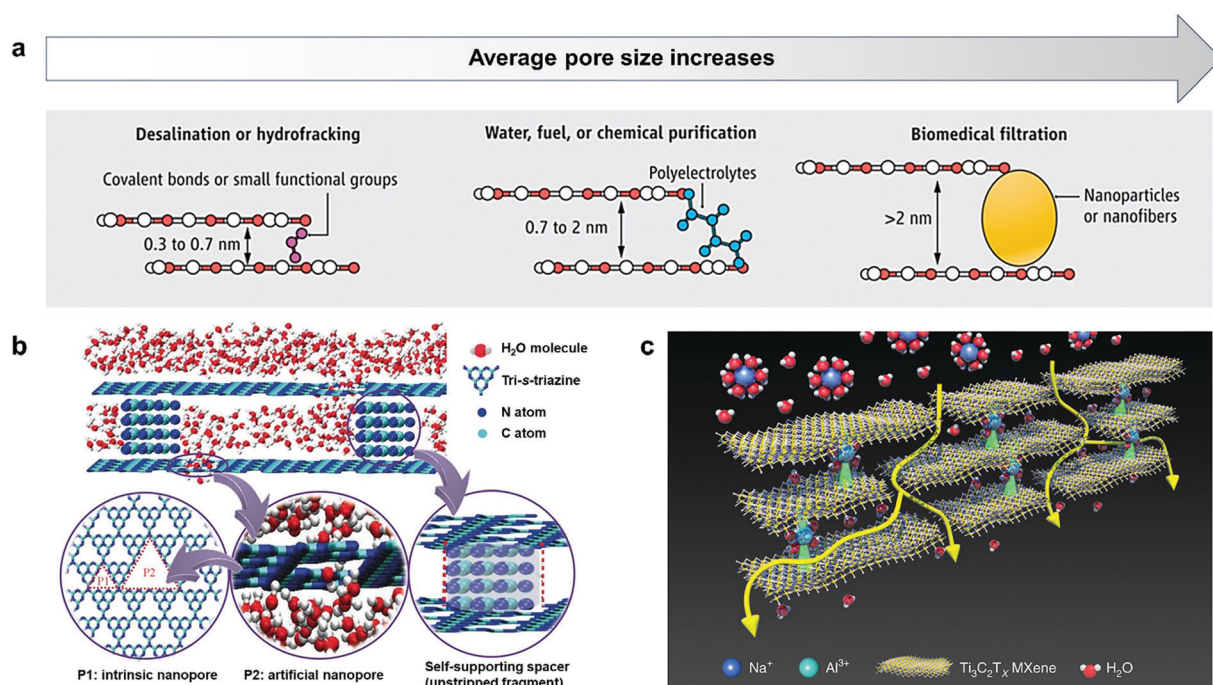 a
Average pore size increases
Desalination or hydrofracking
Covalent bonds or small functional groups
0.3 to 0.7 nm
Water, fuel, or chemical purification
Polyelectrolytes
0.7 to 2 nm
Biomedical filtration
>2 nm
Nanoparticles
or nanofibers
b
H₂O molecule
Tri-s-triazine
N atom
C atom
P1
P2
P1: intrinsic nanopore
P2: artificial nanopore
Self-supporting spacer
(unstripped fragment)
c
Na⁺
Al³⁺
Ti₃C₂Tₓ MXene
H₂O